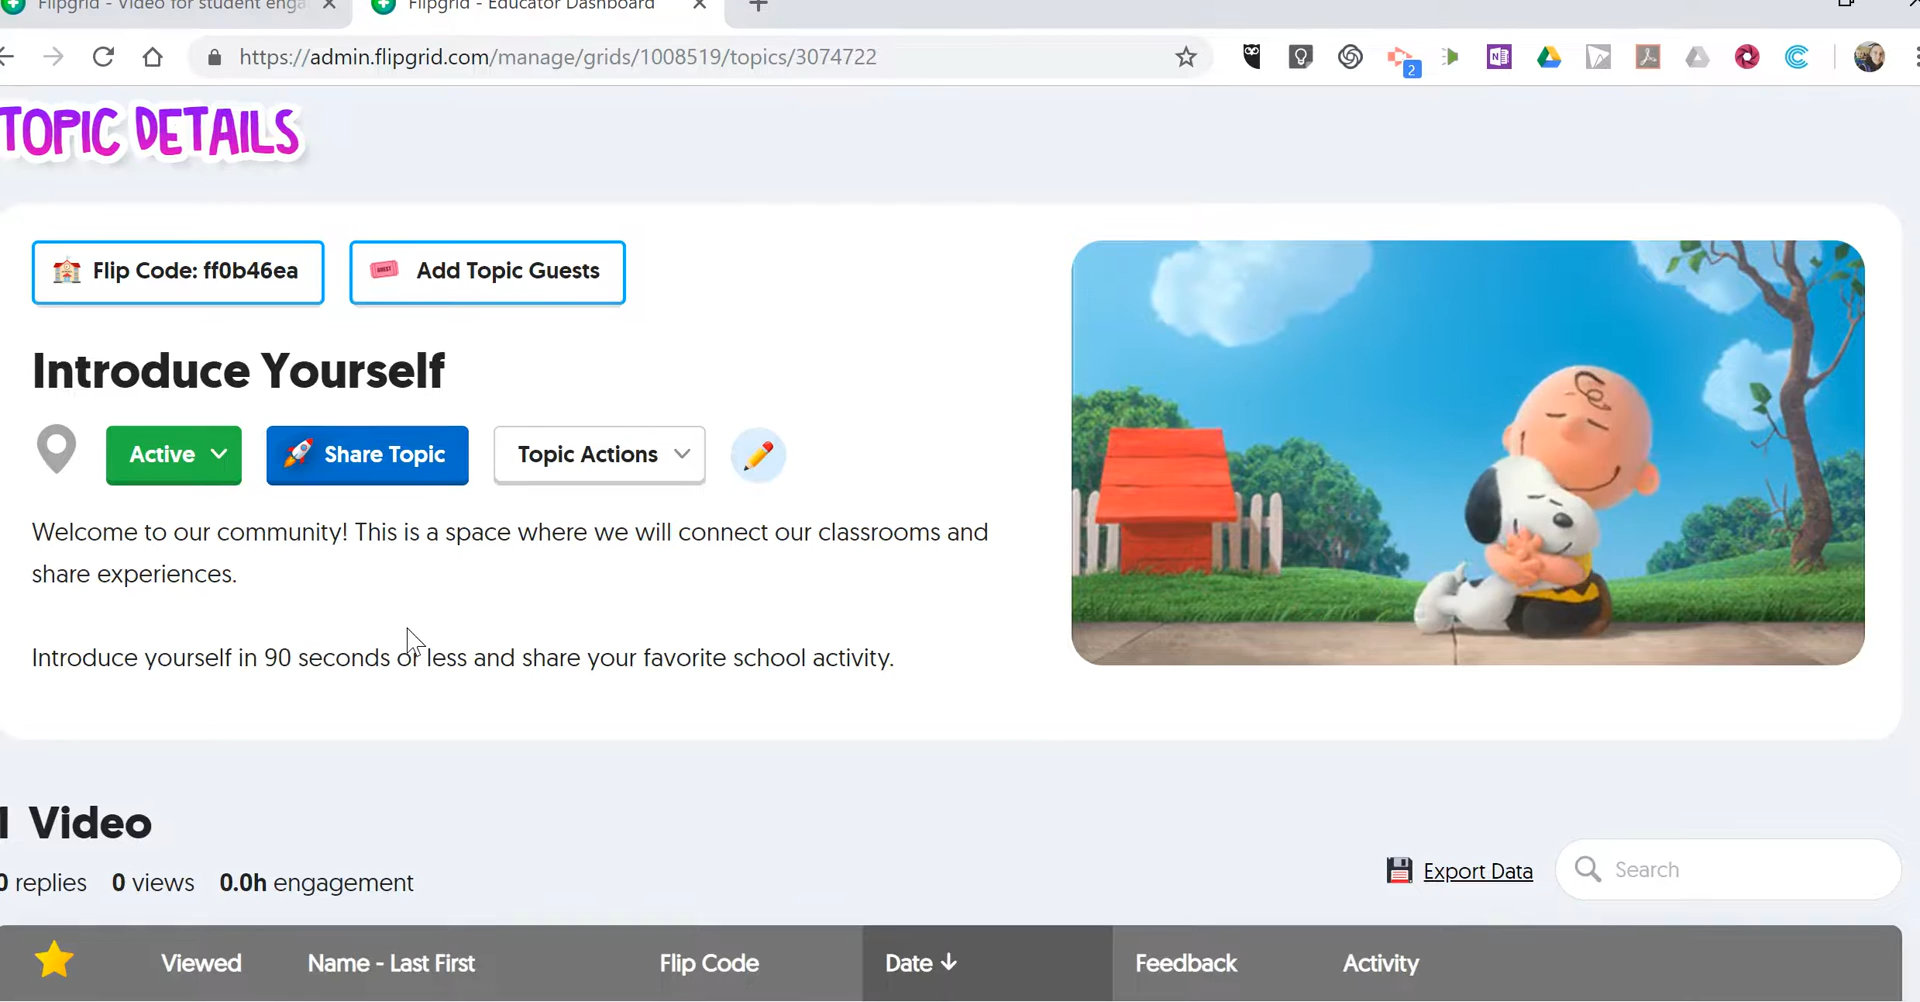 Flipgrid - Video for student enga
Flipgrid - Educator Dashboard
https://admin.flipgrid.com/manage/grids/1008519/topics/3074722
2
TOPIC DETAILS
Flip Code: ff0b46ea
GUEST
Add Topic Guests
Introduce Yourself
Active
Share Topic
Topic Actions
Welcome to our community! This is a space where we will connect our classrooms and
share experiences.
Introduce yourself in 90 seconds or less and share your favorite school activity.
1 Video
0 replies 0 views 0.0h engagement
Export Data
Search
Viewed Name - Last First Flip Code Date ↓ Feedback Activity